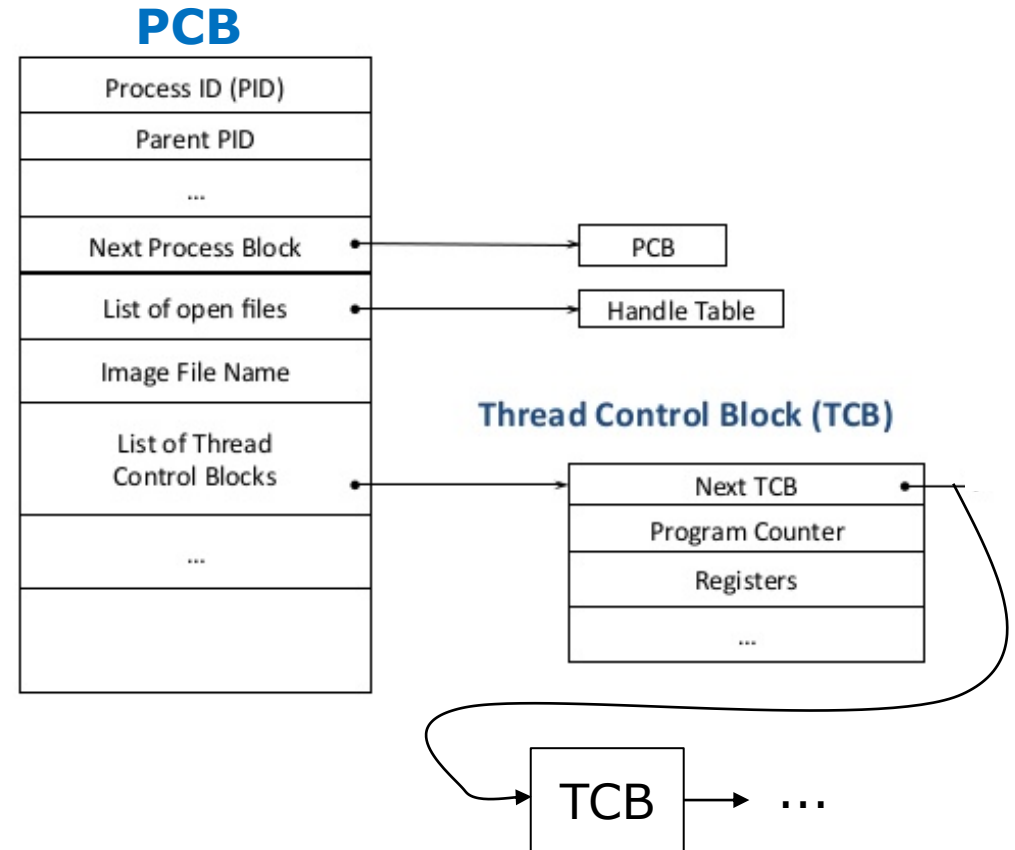 PCB
Process ID (PID)
Parent PID
...
Next Process Block
PCB
List of open files
Handle Table
Image File Name
List of Thread
Control Blocks
...
Thread Control Block (TCB)
Next TCB
Program Counter
Registers
...
TCB
...